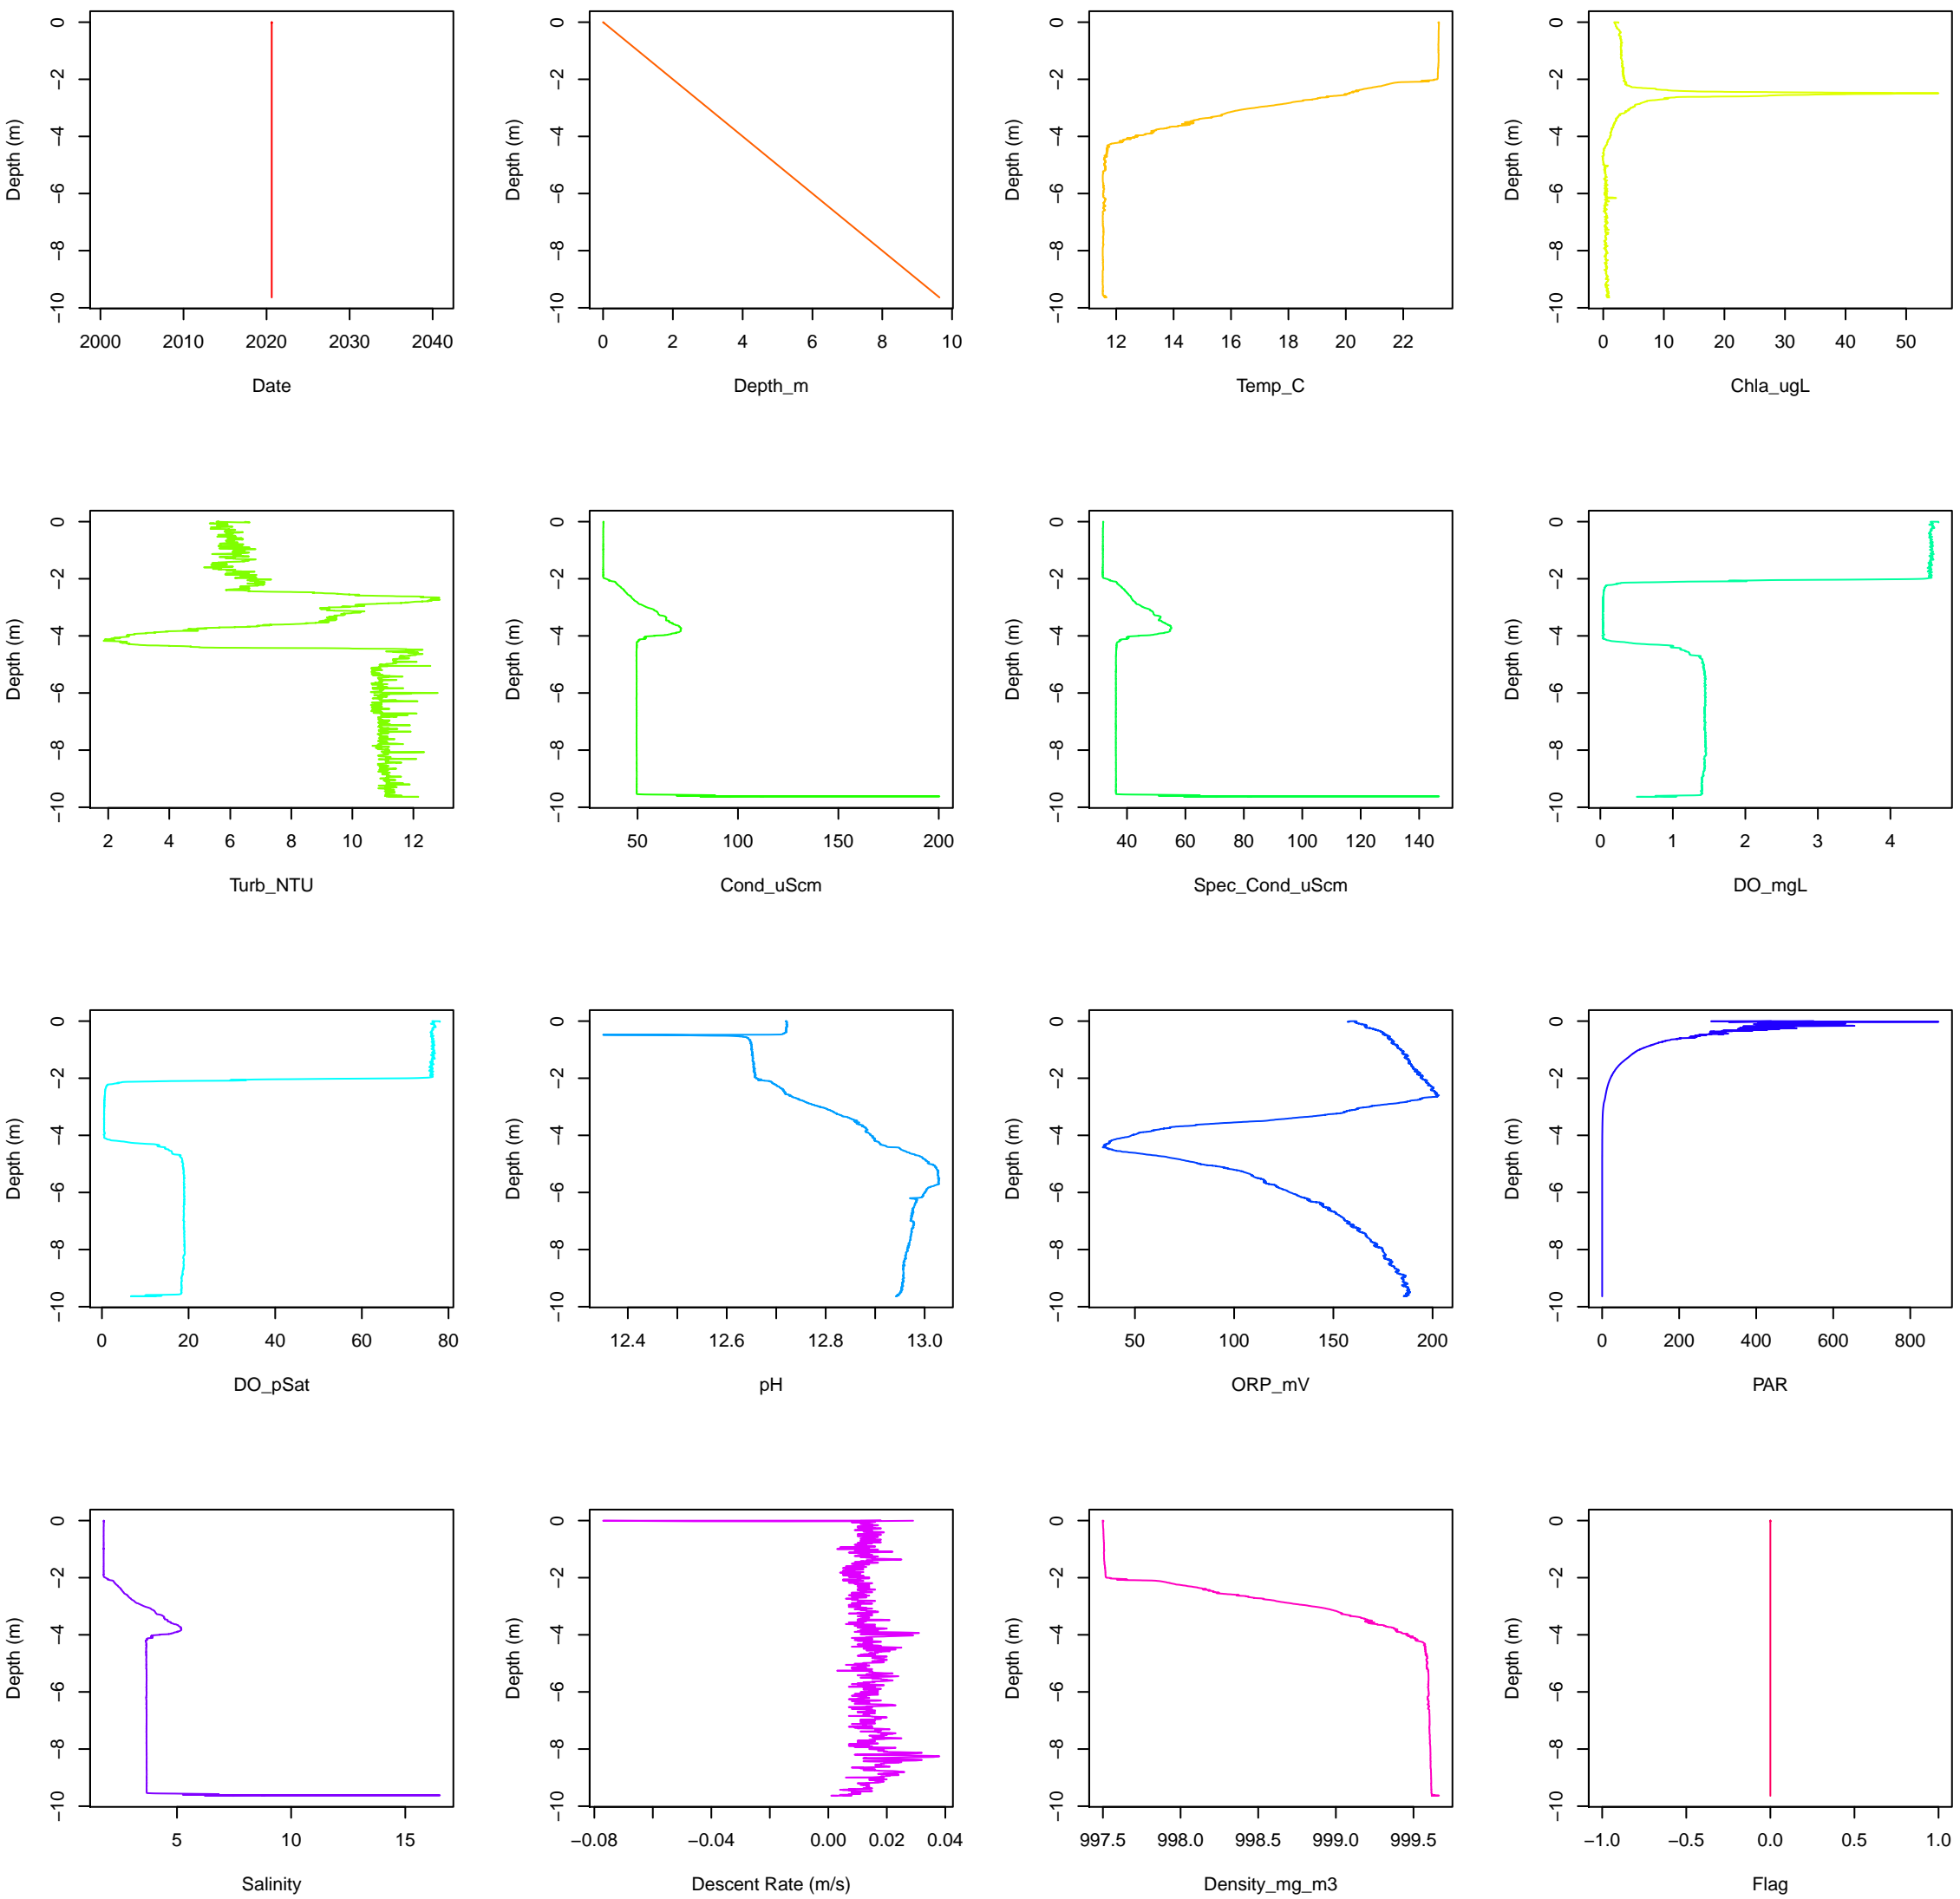 Depth (m)
0
−2
−4
−6
−8
−10
2000 2010 2020 2030 2040
Date
Depth (m)
0
−2
−4
−6
−8
−10
0 2 4 6 8 10
Depth_m
Depth (m)
0
−2
−4
−6
−8
−10
12 14 16 18 20 22
Temp_C
Depth (m)
0
−2
−4
−6
−8
−10
0 10 20 30 40 50
Chla_ugL
Depth (m)
0
−2
−4
−6
−8
−10
2 4 6 8 10 12
Turb_NTU
Depth (m)
0
−2
−4
−6
−8
−10
50 100 150 200
Cond_uScm
Depth (m)
0
−2
−4
−6
−8
−10
40 60 80 100 120 140
Spec_Cond_uScm
Depth (m)
0
−2
−4
−6
−8
−10
0 1 2 3 4
DO_mgL
Depth (m)
0
−2
−4
−6
−8
−10
0 20 40 60 80
DO_pSat
Depth (m)
0
−2
−4
−6
−8
−10
12.4 12.6 12.8 13.0
pH
Depth (m)
0
−2
−4
−6
−8
−10
50 100 150 200
ORP_mV
Depth (m)
0
−2
−4
−6
−8
−10
0 200 400 600 800
PAR
Depth (m)
0
−2
−4
−6
−8
−10
5 10 15
Salinity
Depth (m)
0
−2
−4
−6
−8
−10
−0.08 −0.04 0.00 0.02 0.04
Descent Rate (m/s)
Depth (m)
0
−2
−4
−6
−8
−10
997.5 998.0 998.5 999.0 999.5
Density_mg_m3
Depth (m)
0
−2
−4
−6
−8
−10
−1.0 −0.5 0.0 0.5 1.0
Flag